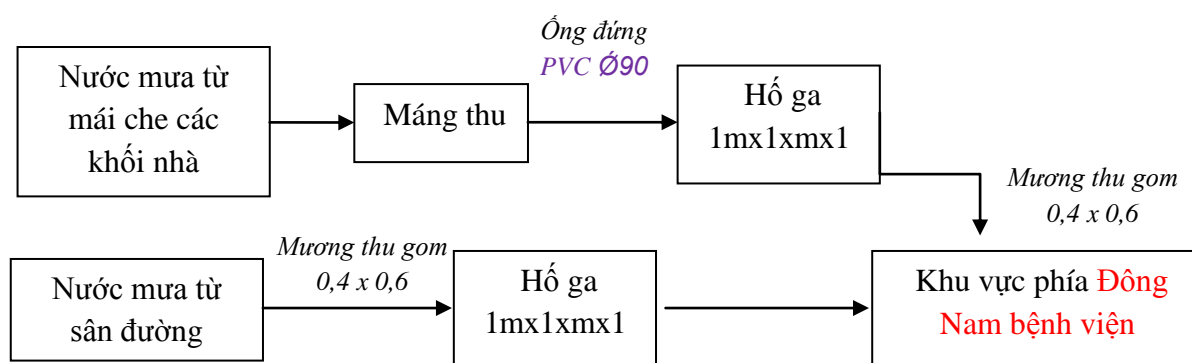 Ống đứng
PVC Ǿ90
Nước mưa từ
mái che các
khối nhà
Máng thu
Hố ga
1mx1xmx1
Mương thu gom
0,4 x 0,6
Mương thu gom
0,4 x 0,6
Nước mưa từ
sân đường
Hố ga
1mx1xmx1
Khu vực phía Đông
Nam bệnh viện